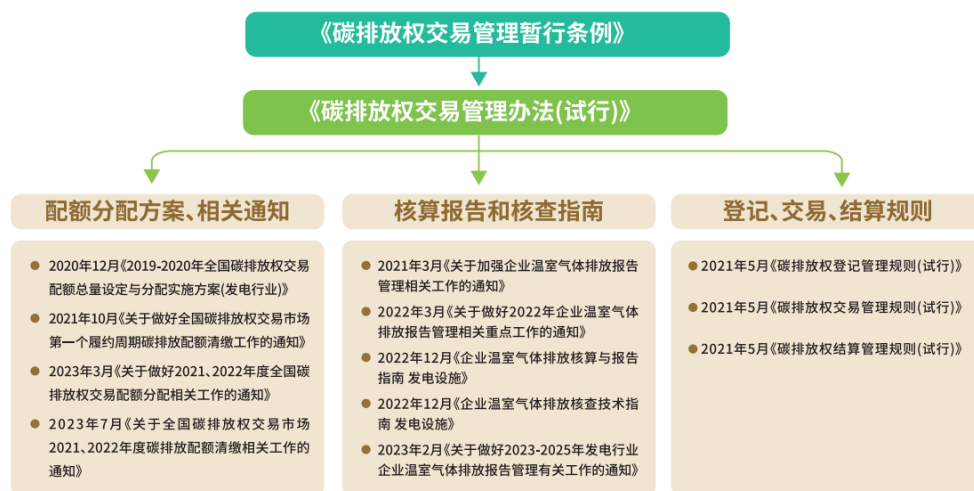 《碳排放权交易管理暂行条例》
《碳排放权交易管理办法(试行)》
配额分配方案、相关通知
2020年12月《2019-2020年全国碳排放权交易
配额总量设定与分配实施方案(发电行业)》
2021年10月《关于做好全国碳排放权交易市场
第一个履约周期碳排放配额清缴工作的通知》
2023年3月《关于做好2021、2022年度全国碳
排放权交易配额分配相关工作的通知》
2023年7月《关于全国碳排放权交易市场
2021、2022年度碳排放配额清缴相关工作的
通知》
核算报告和核查指南
2021年3月《关于加强企业温室气体排放报告
管理相关工作的通知》
2022年3月《关于做好2022年企业温室气体
排放报告管理相关重点工作的通知》
2022年12月《企业温室气体排放核算与报告
指南 发电设施》
2022年12月《企业温室气体排放核查技术指
南 发电设施》
2023年2月《关于做好2023-2025年发电行业
企业温室气体排放报告管理有关工作的通知》
登记、交易、结算规则
2021年5月《碳排放权登记管理规则(试行)》
2021年5月《碳排放权交易管理规则(试行)》
2021年5月《碳排放权结算管理规则(试行)》